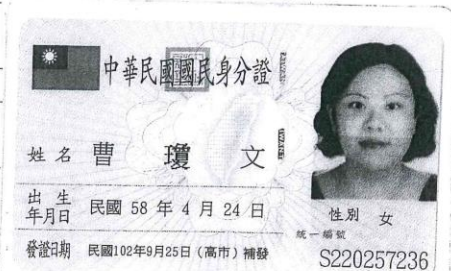 中華民國國民身分證
姓名 曹 瓊 文
出生年月日 民國 58 年 4 月 24 日
性別 女
發證日期 民國102年9月25日（高市）補發
統一編號
S220257236